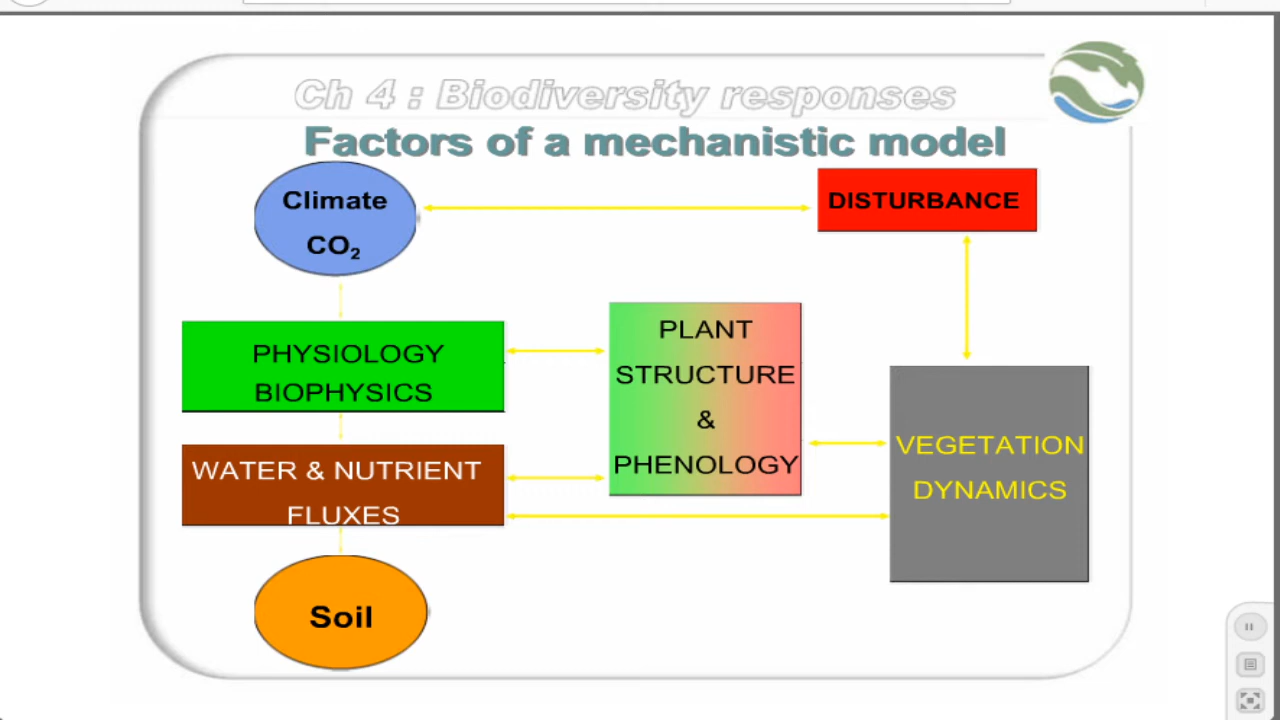 Ch 4 : Biodiversity responses
Factors of a mechanistic model
Climate
CO₂
DISTURBANCE
PHYSIOLOGY
BIOPHYSICS
PLANT
STRUCTURE
&
PHENOLOGY
WATER & NUTRIENT
FLUXES
VEGETATION
DYNAMICS
Soil